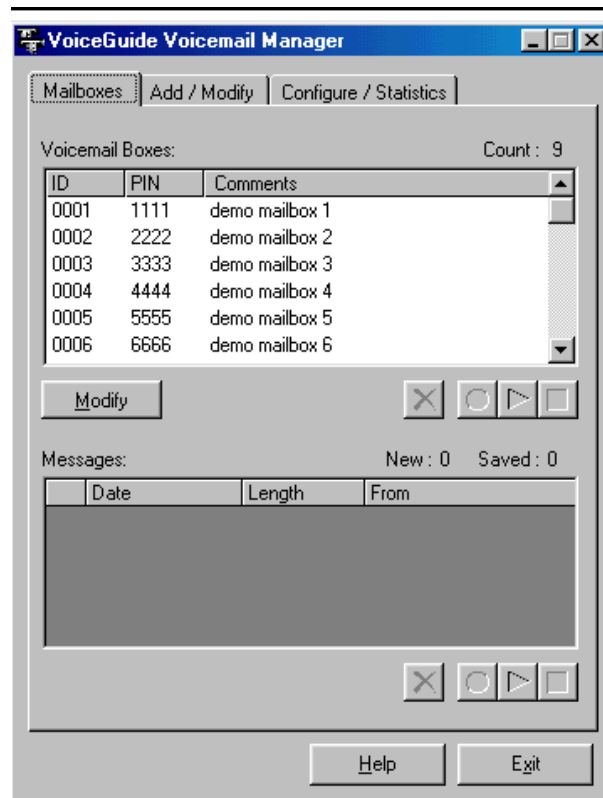 VoiceGuide Voicemail Manager
Mailboxes Add / Modify Configure / Statistics
Voicemail Boxes: Count : 9
ID PIN Comments
0001 1111 demo mailbox 1
0002 2222 demo mailbox 2
0003 3333 demo mailbox 3
0004 4444 demo mailbox 4
0005 5555 demo mailbox 5
0006 6666 demo mailbox 6
Modify
Messages: New : 0 Saved : 0
Date Length From
Help Exit